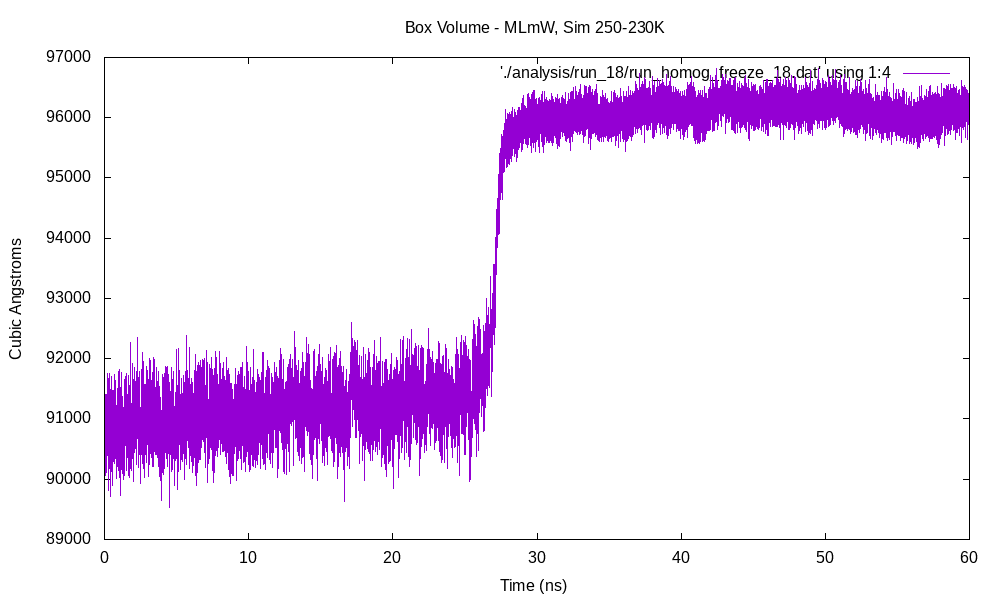 Box Volume - MLmW, Sim 250-230K
'./analysis/run_18/run_homog_freeze_18.dat' using 1:4
97000
96000
95000
94000
93000
92000
91000
90000
89000
Cubic Angstroms
0 10 20 30 40 50 60
Time (ns)